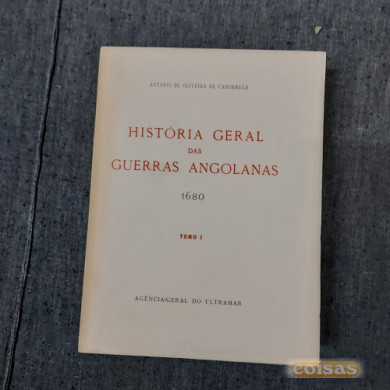 ANTÓNIO DE OLIVEIRA DE CADORNEGA
HISTÓRIA GERAL
DAS
GUERRAS ANGOLANAS
1680
TOMO I
AGÊNCIA-GERAL DO ULTRAMAR
coisas